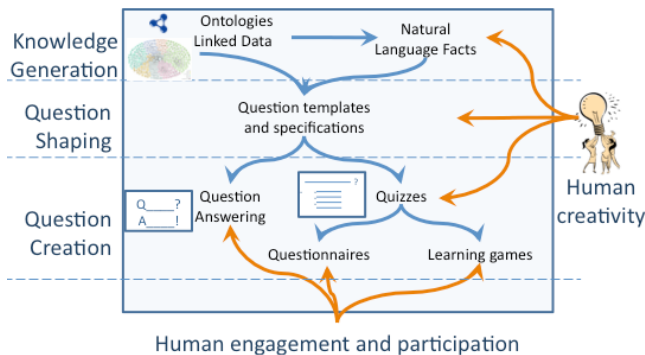 Knowledge
Generation
Ontologies
Linked Data
Natural
Language Facts
Question
Shaping
Question templates
and specifications
Human
creativity
Question
Creation
Q____?
A____!
Question
Answering
?
Quizzes
Questionnaires
Learning games
Human engagement and participation